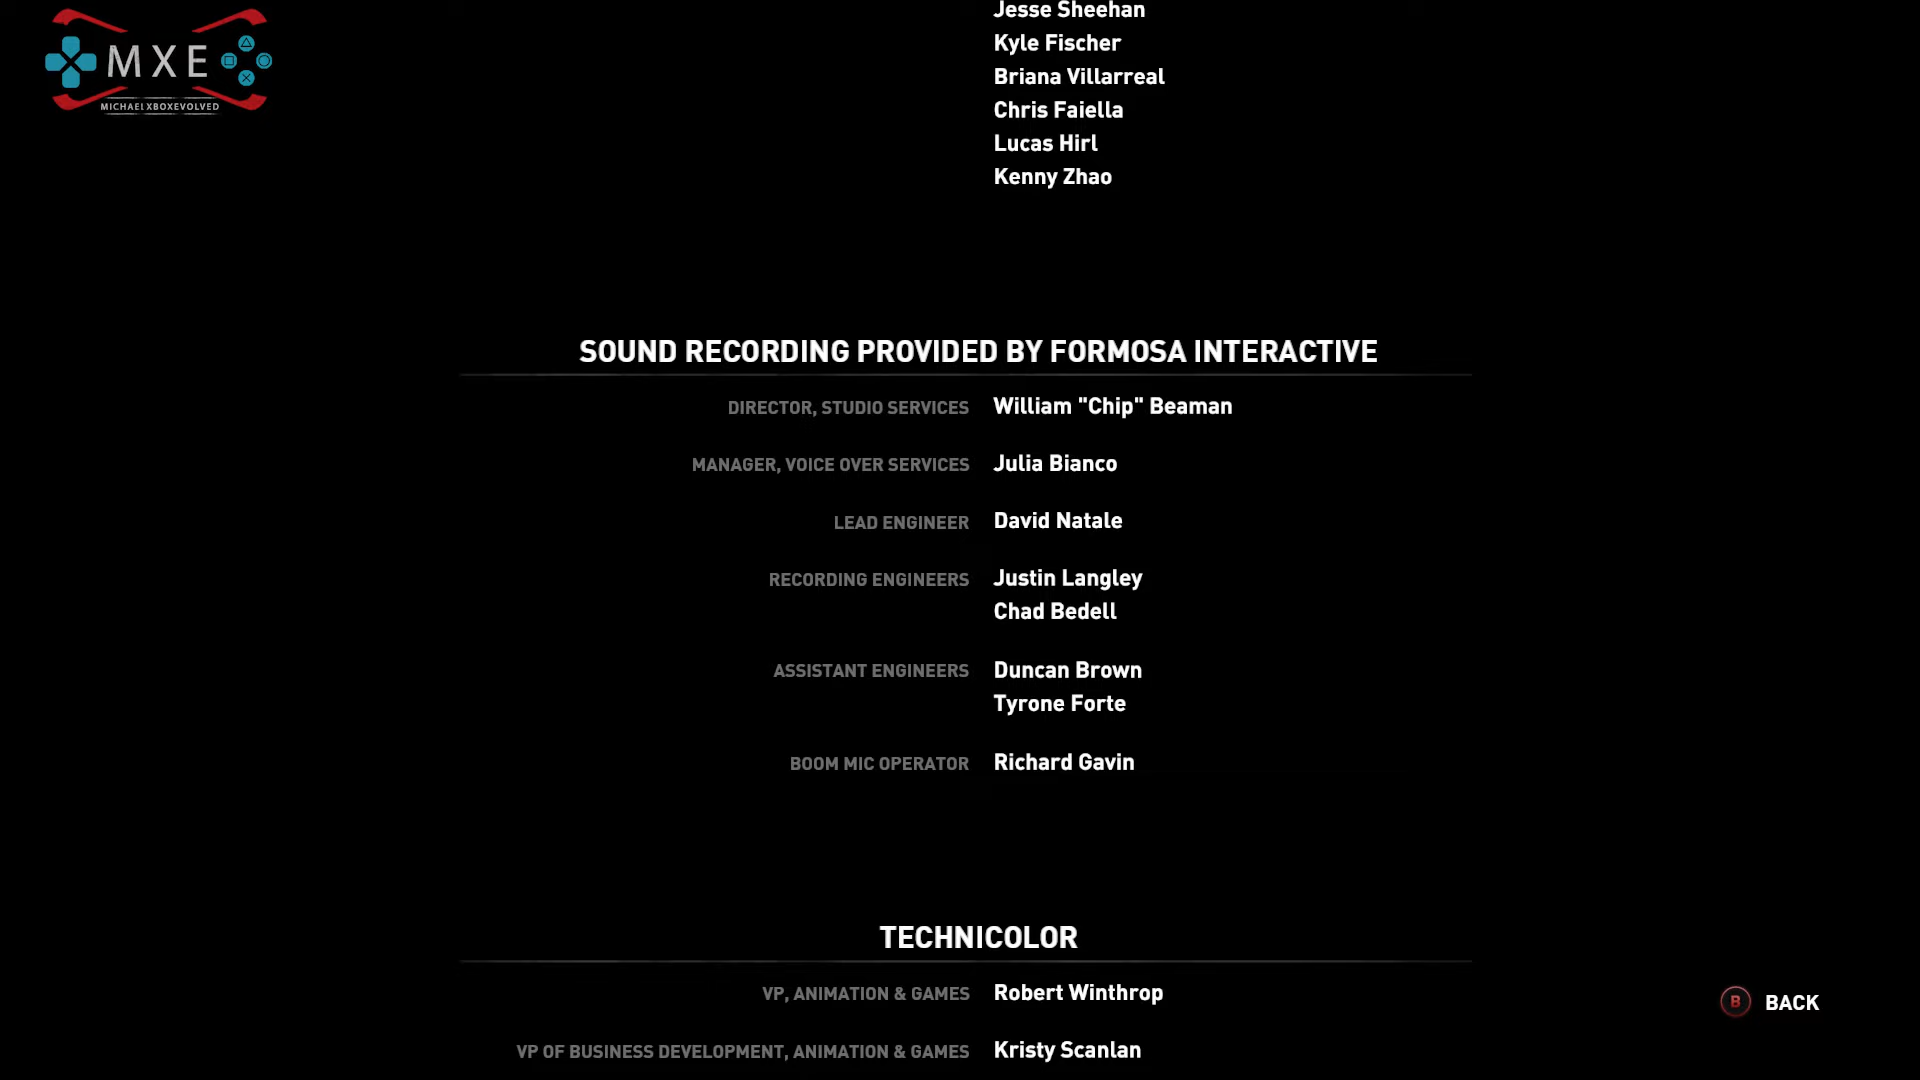 MXE
MICHAELXBOXEVOLVED
Jesse Sheehan
Kyle Fischer
Briana Villarreal
Chris Faiella
Lucas Hirl
Kenny Zhao
SOUND RECORDING PROVIDED BY FORMOSA INTERACTIVE
DIRECTOR, STUDIO SERVICES William "Chip" Beaman
MANAGER, VOICE OVER SERVICES Julia Bianco
LEAD ENGINEER David Natale
RECORDING ENGINEERS Justin Langley
Chad Bedell
ASSISTANT ENGINEERS Duncan Brown
Tyrone Forte
BOOM MIC OPERATOR Richard Gavin
TECHNICOLOR
VP, ANIMATION & GAMES Robert Winthrop
B BACK
VP OF BUSINESS DEVELOPMENT, ANIMATION & GAMES Kristy Scanlan